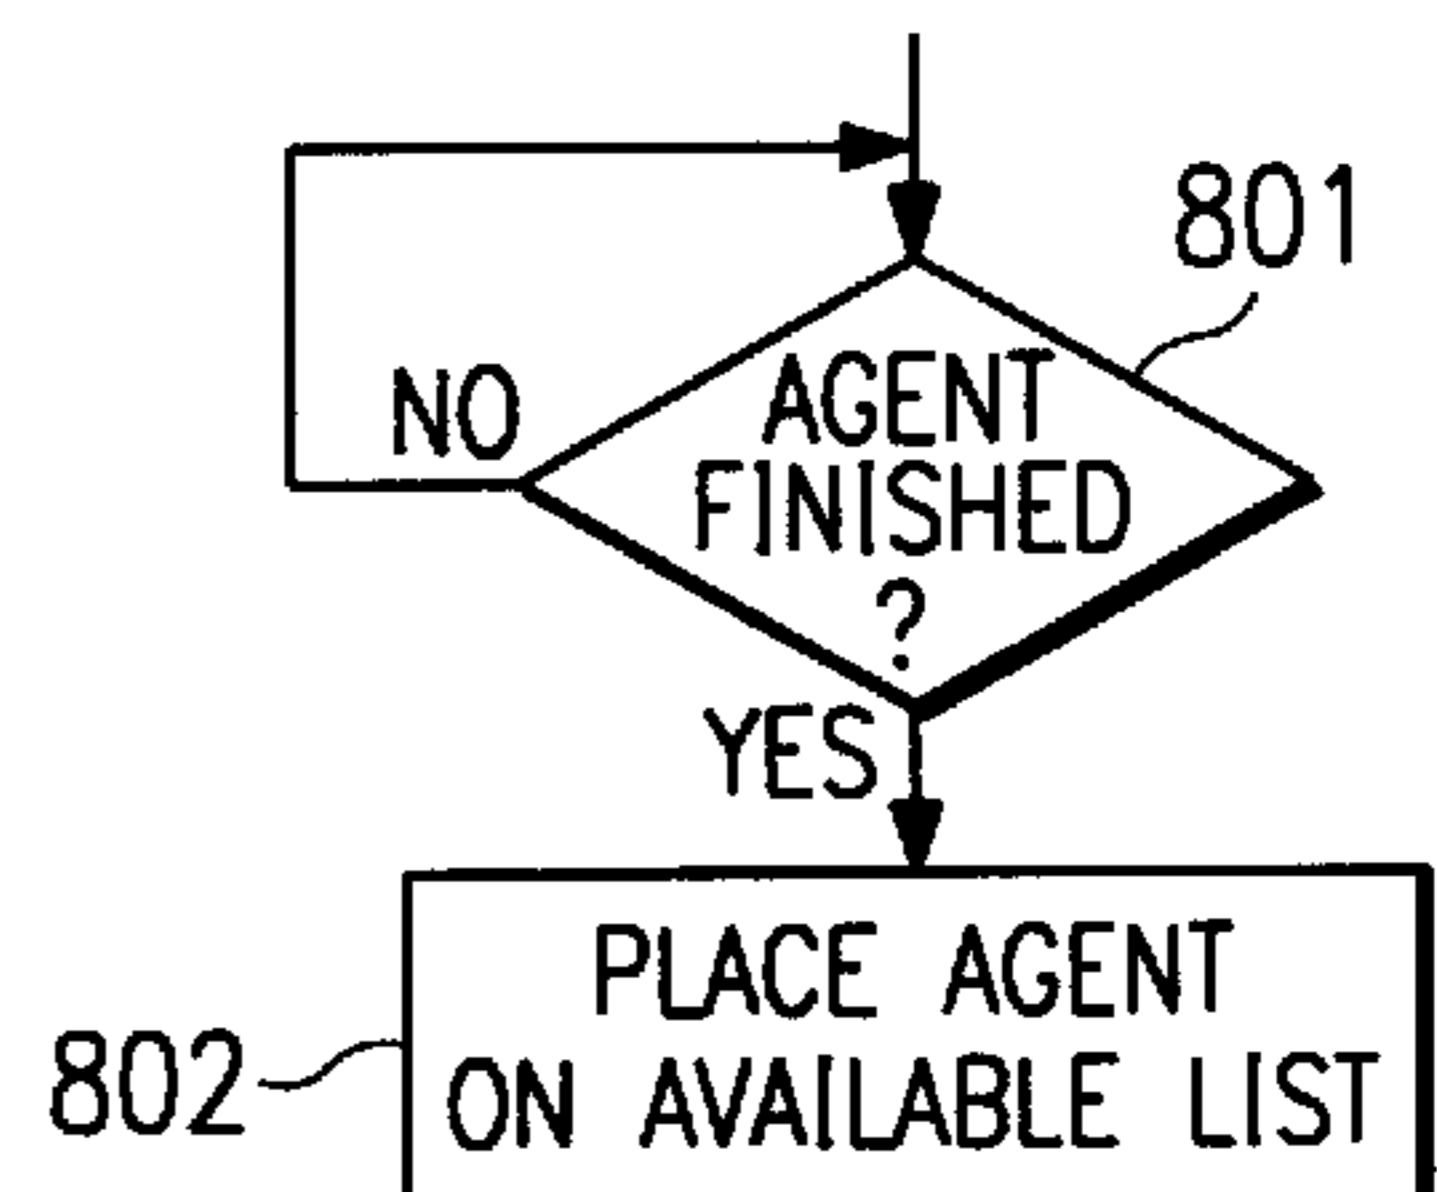 801
NO
AGENT
FINISHED
?
YES
PLACE AGENT
802
ON AVAILABLE LIST